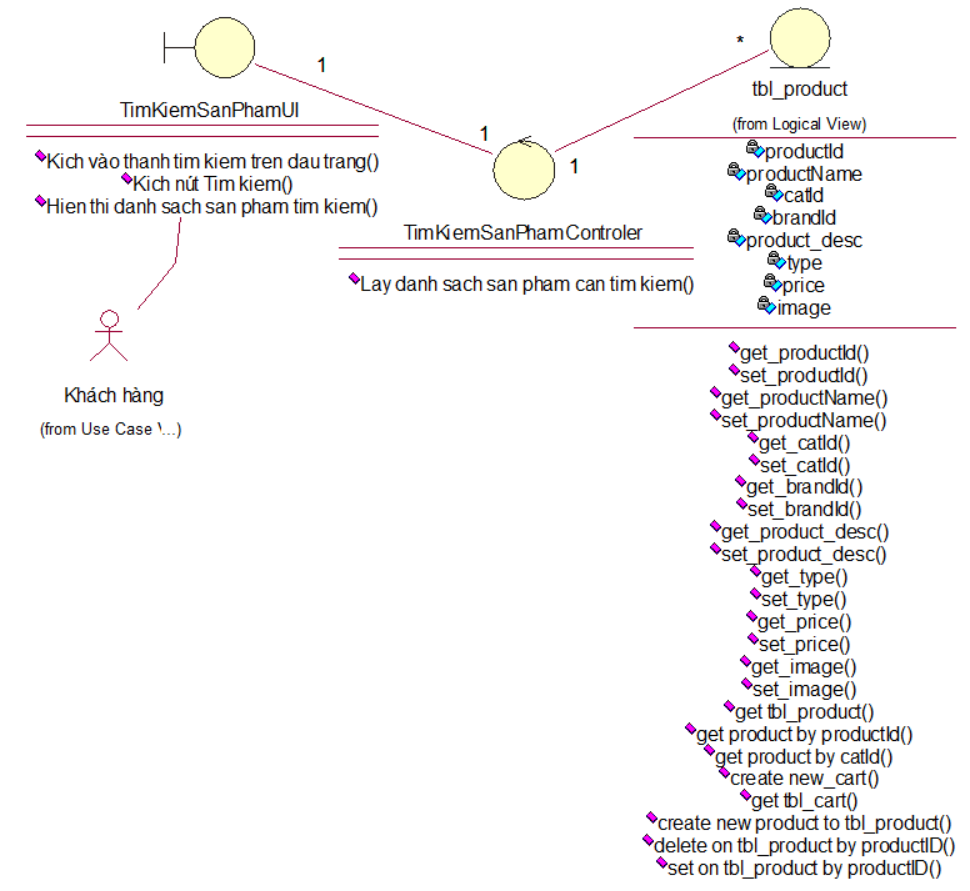 TimKiemSanPhamUI
Kich vào thanh tim kiem tren dau trang()
Kich nút Tim kiem()
Hien thi danh sach san pham tim kiem()
Khách hàng
(from Use Case V...)
1
1
TimKiemSanPhamControler
Lay danh sach san pham can tim kiem()
1
*
tbl_product
(from Logical View)
productId
productName
catId
brandId
product_desc
type
price
image
get_productId()
set_productId()
get_productName()
set_productName()
get_catId()
set_catId()
get_brandId()
set_brandId()
get_product_desc()
set_product_desc()
get_type()
set_type()
get_price()
set_price()
get_image()
set_image()
get tbl_product()
get product by productId()
get product by catId()
create new_cart()
get tbl_cart()
create new product to tbl_product()
delete on tbl_product by productID()
set on tbl_product by productID()